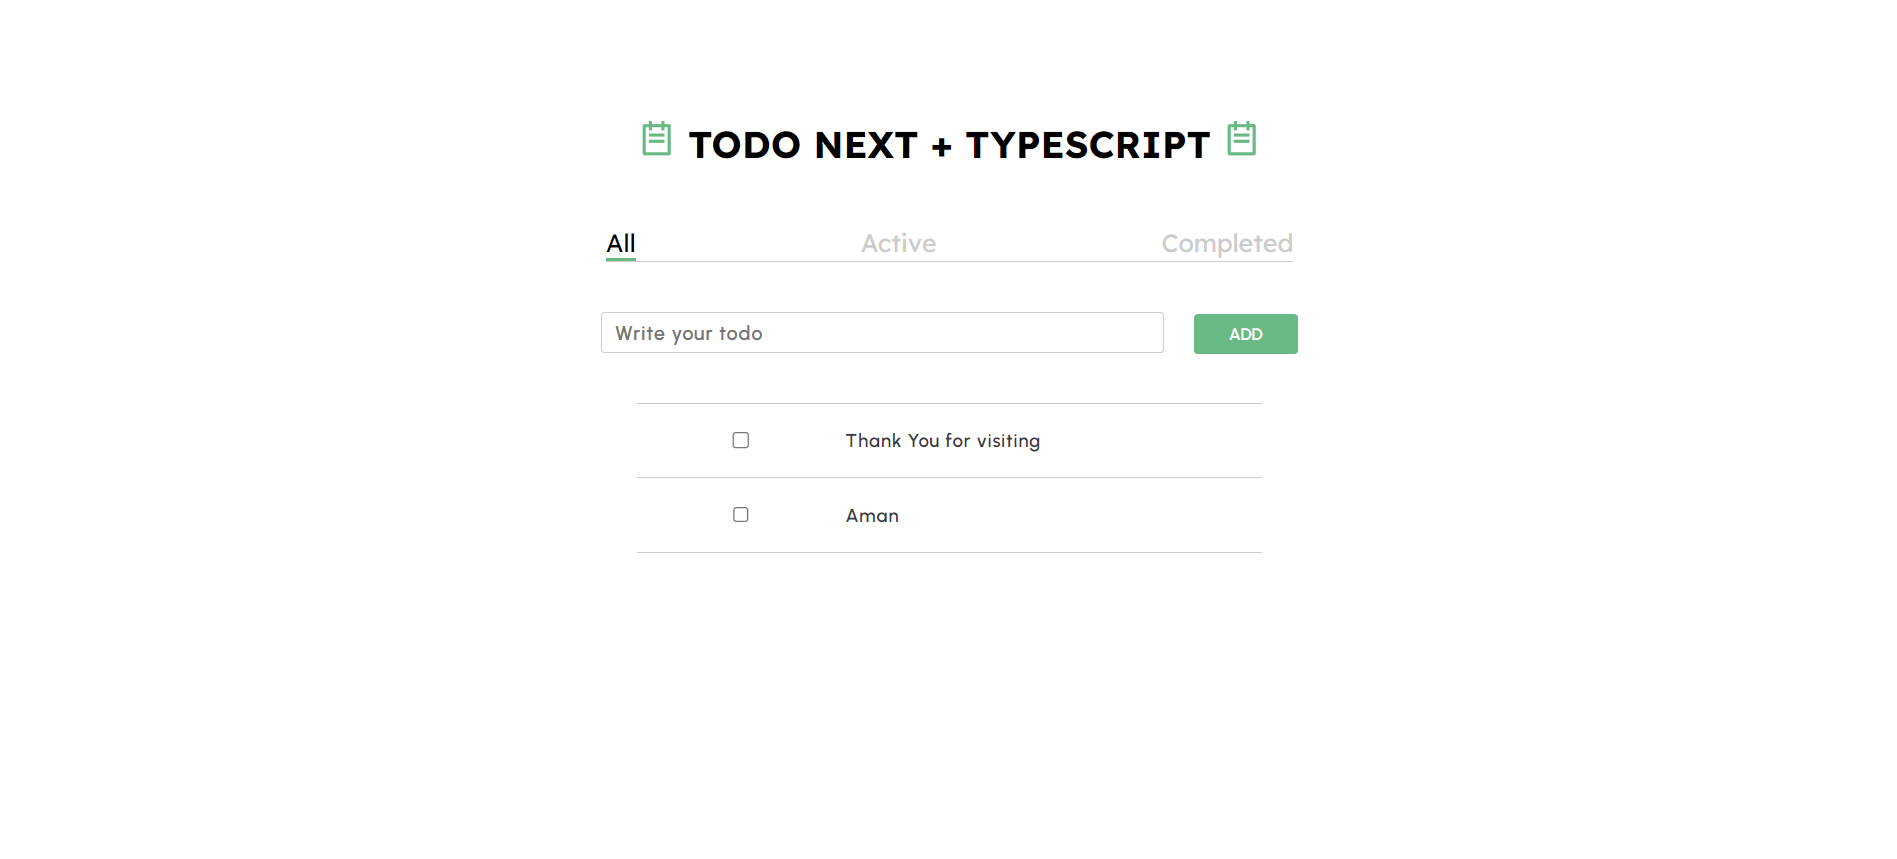 TODO NEXT + TYPESCRIPT
All Active Completed
Write your todo ADD
Thank You for visiting
Aman